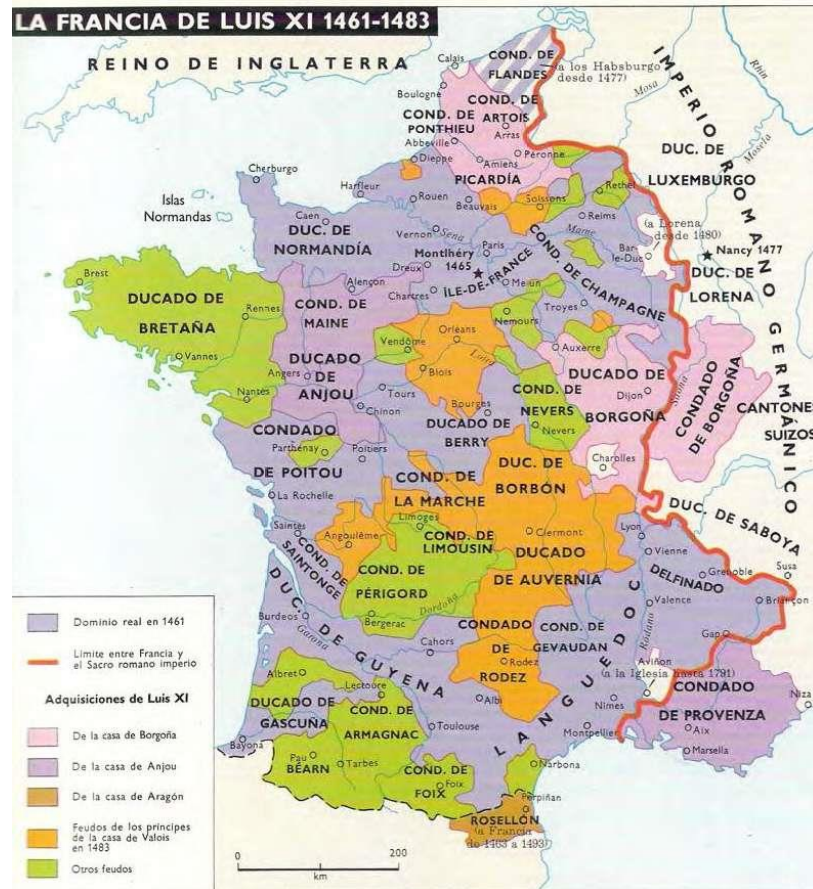 LA FRANCIA DE LUIS XI 1461-1483
REINO DE INGLATERRA
Calais
COND. DE
FLANDES
(a los Habsburgo
desde 1477)
Mosa
Rhin
Mosela
IMPERIO ROMANO GERMÁNICO
Boulogne
COND. DE
ARTOIS
Arras
COND. DE
PONTHIEU
Abbeville
DUC. DE
LUXEMBURGO
Dieppe
Amiens
Péronne
PICARDÍA
Cherburgo
Harfleur
Rouen
Beauvais
Soissons
Rethel
Reims
Islas
Normandas
Caen
DUC. DE
NORMANDÍA
Vernon
Sena
Paris
Marne
(a Lorena
desde 1480)
Bar-
le-Duc
Nancy 1477
Montlhéry
1465
Dreux
ÎLE-DE-FRANCE
COND. DE CHAMPAGNE
DUC. DE
LORENA
Brest
Alençon
Chartres
Melun
Troyes
DUCADO DE
BRETAÑA
Rennes
COND. DE
MAINE
Nemours
Vendôme
Orleáns
Auxerre
Vannes
DUCADO
DE
ANJOU
Angers
Blois
Loira
DUCADO DE
BORGOÑA
Dijon
Saona
CONDADO
DE BORGOÑA
CANTONES
SUIZOS
Nantes
Tours
Chinon
Bourges
COND. DE
NEVERS
Nevers
DUCADO
DE BERRY
CONDADO
DE POITOU
Parthenay
Poitiers
Charolles
DUC. DE
BORBÓN
COND. DE
LA MARCHE
La Rochelle
DUC. DE SABOYA
Saintes
COND. DE
SAINTONGE
Angoulême
Limoges
COND. DE
LIMOUSIN
Clermont
DUCADO
DE AUVERNIA
Lyon
Vienne
DELFINADO
Grenoble
Susa
COND. DE
PÉRIGORD
Valence
Briançon
Burdeos
Garona
Bergerac
Dordoña
DUC. DE GUYENA
Cahors
CONDADO
DE
RODEZ
Rodez
COND. DE
GEVAUDAN
Ródano
Gap
LANGUEDOC
Aviñon
(a la Iglesia hasta 1791)
Albret
Lectoure
Albi
Nimes
CONDADO
DE PROVENZA
Niza
DUCADO DE
GASCUÑA
COND. DE
ARMAGNAC
Toulouse
Montpellier
Aix
Marsella
Bayona
Pau
BÉARN
Tarbes
COND. DE
FOIX
Foix
Narbona
Perpiñan
ROSELLÓN
(a Francia
de 1463 a 1493)
Dominio real en 1461
Límite entre Francia y
el Sacro romano imperio
Adquisiciones de Luis XI
De la casa de Borgoña
De la casa de Anjou
De la casa de Aragón
Feudos de los príncipes
de la casa de Valois
en 1483
Otros feudos
0
200
km